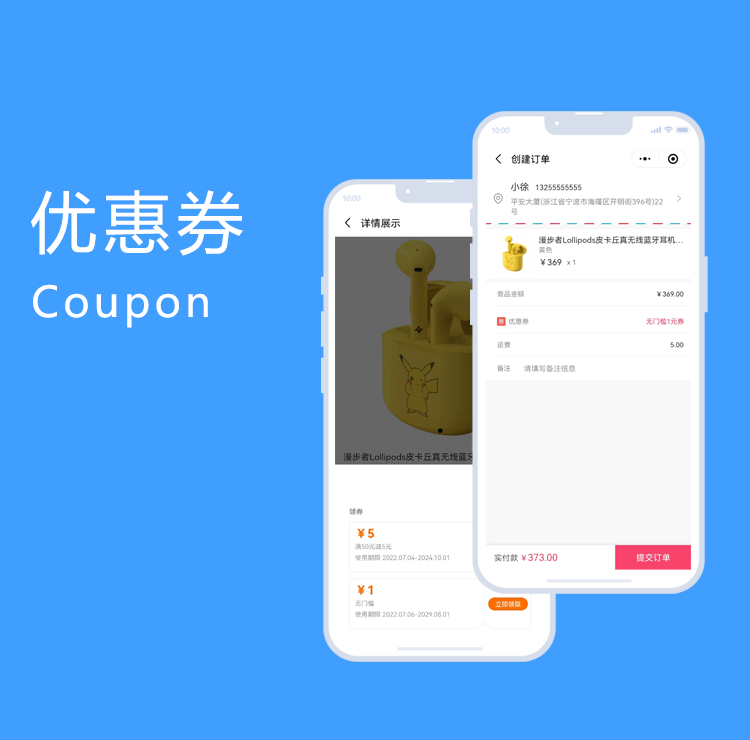 优惠券
Coupon
10:00
详情展示
漫步者Lollipods皮卡丘真无线蓝牙
领券
¥5
满50元减5元
使用期限 2022.07.04-2024.10.01
¥1
无门槛
使用期限 2022.07.06-2029.08.01
立即领取
10:00
创建订单
小徐 13255555555
平安大厦(浙江省宁波市海曙区开明街396号)22
号
漫步者Lollipods皮卡丘真无线蓝牙耳机...
黄色
¥369 x1
商品金额 ¥369.00
券 优惠券 无门槛1元券
运费 5.00
备注 请填写备注信息
实付款 ¥373.00 提交订单